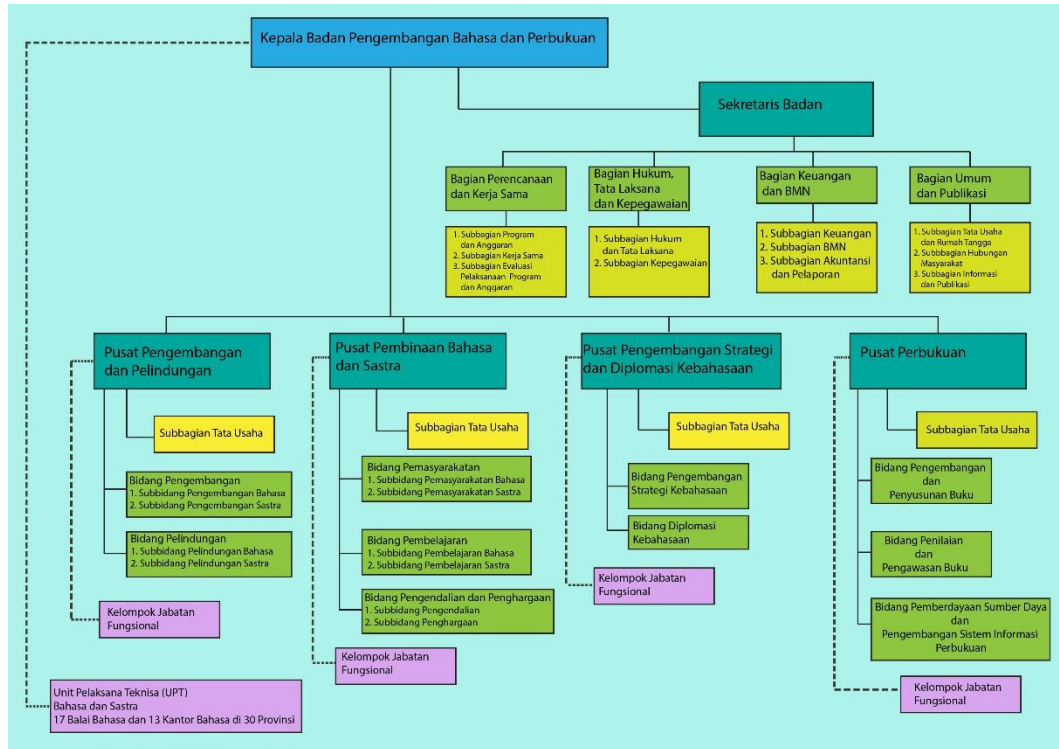 Kepala Badan Pengembangan Bahasa dan Perbukuan
Sekretaris Badan
Bagian Perencanaan
dan Kerja Sama
1. Subbagian Program
dan Anggaran
2. Subbagian Kerja Sama
3. Subbagian Evaluasi
Pelaksanaan Program
dan Anggaran
Bagian Hukum,
Tata Laksana
dan Kepegawaian
1. Subbagian Hukum
dan Tata Laksana
2. Subbagian Kepegawaian
Bagian Keuangan
dan BMN
1. Subbagian Keuangan
2. Subbagian BMN
3. Subbagian Akuntansi
dan Pelaporan
Bagian Umum
dan Publikasi
1. Subbagian Tata Usaha
dan Rumah Tangga
2. Subbbagian Hubungan
Masyarakat
3. Subbagian Informasi
dan Publikasi
Pusat Pengembangan
dan Pelindungan
Subbagian Tata Usaha
Bidang Pengembangan
1. Subbidang Pengembangan Bahasa
2. Subbidang Pengembangan Sastra
Bidang Pelindungan
1. Subbidang Pelindungan Bahasa
2. Subbidang Pelindungan Sastra
Kelompok Jabatan
Fungsional
Pusat Pembinaan Bahasa
dan Sastra
Subbagian Tata Usaha
Bidang Pemasyarakatan
1. Subbidang Pemasyarakatan Bahasa
2. Subbidang Pemasyarakatan Sastra
Bidang Pembelajaran
1. Subbidang Pembelajaran Bahasa
2. Subbidang Pembelajaran Sastra
Bidang Pengendalian dan Penghargaan
1. Subbidang Pengendalian
2. Subbidang Penghargaan
Kelompok Jabatan
Fungsional
Pusat Pengembangan Strategi
dan Diplomasi Kebahasaan
Subbagian Tata Usaha
Bidang Pengembangan
Strategi Kebahasaan
Bidang Diplomasi
Kebahasaan
Kelompok Jabatan
Fungsional
Pusat Perbukuan
Subbagian Tata Usaha
Bidang Pengembangan
dan
Penyusunan Buku
Bidang Penilaian
dan
Pengawasan Buku
Bidang Pemberdayaan Sumber Daya
dan
Pengembangan Sistem Informasi
Perbukuan
Kelompok Jabatan
Fungsional
Unit Pelaksana Teknisa (UPT)
Bahasa dan Sastra
17 Balai Bahasa dan 13 Kantor Bahasa di 30 Provinsi